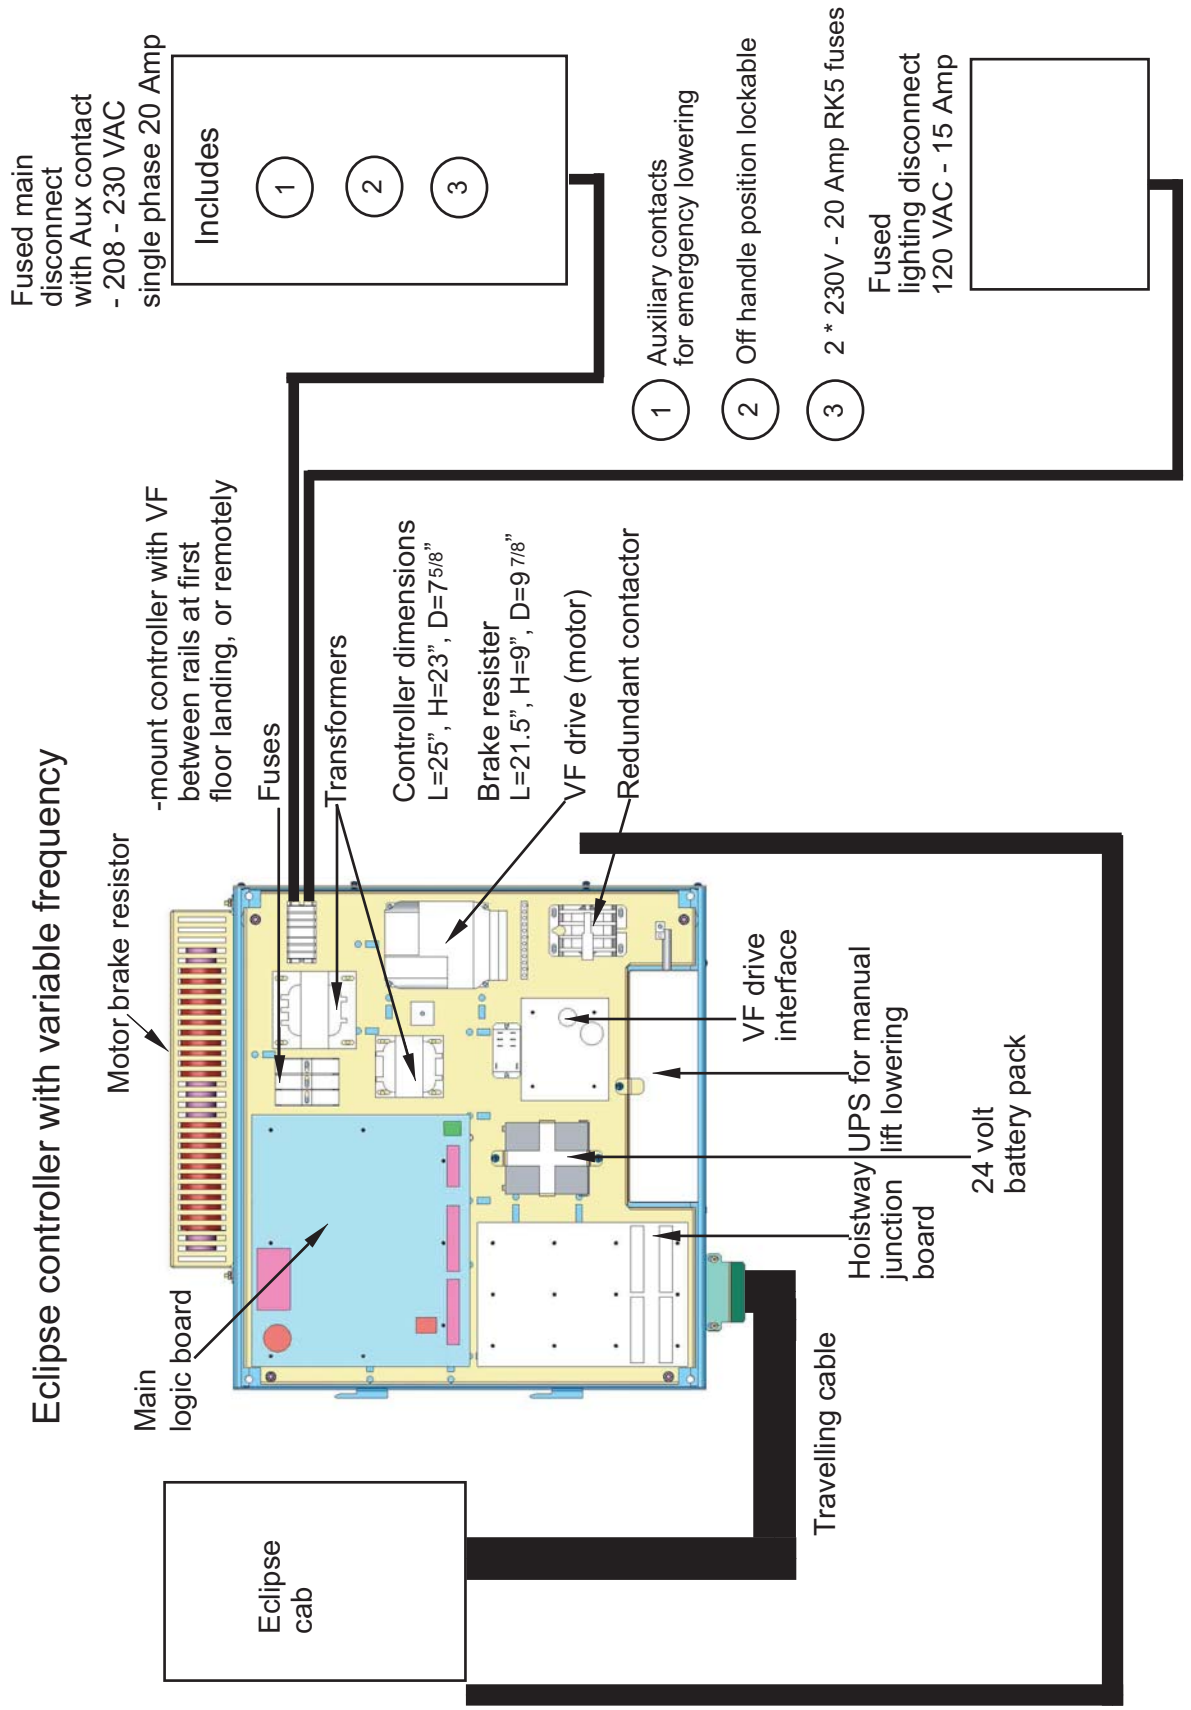 Eclipse controller with variable frequency
Fused main
disconnect
with Aux contact
- 208 - 230 VAC
single phase 20 Amp
Includes
1
2
3
Motor brake resistor
-mount controller with VF
between rails at first
floor landing, or remotely
Fuses
Transformers
Controller dimensions
L=25”, H=23”, D=7 5/8”
Brake resister
L=21.5”, H=9”, D=9 7/8”
VF drive (motor)
Redundant contactor
1
Auxiliary contacts
for emergency lowering
2
Off handle position lockable
3
2 * 230V - 20 Amp RK5 fuses
Fused
lighting disconnect
120 VAC - 15 Amp
Main
logic board
Eclipse
cab
Travelling cable
VF drive
interface
Hoistway
junction
board
UPS for manual
lift lowering
24 volt
battery pack